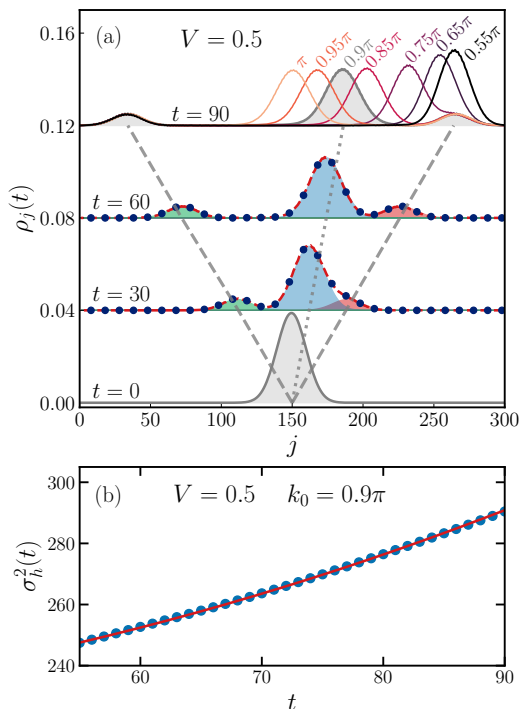 (a) V = 0.5
π 0.95π 0.9π 0.85π 0.75π 0.65π 0.55π
t = 90
t = 60
t = 30
t = 0
0.16
0.12
0.08
0.04
0.00
ρ_j(t)
0 50 100 150 200 250 300
j
(b) V = 0.5 k₀ = 0.9π
300
280
260
240
σ_h²(t)
60 70 80 90
t